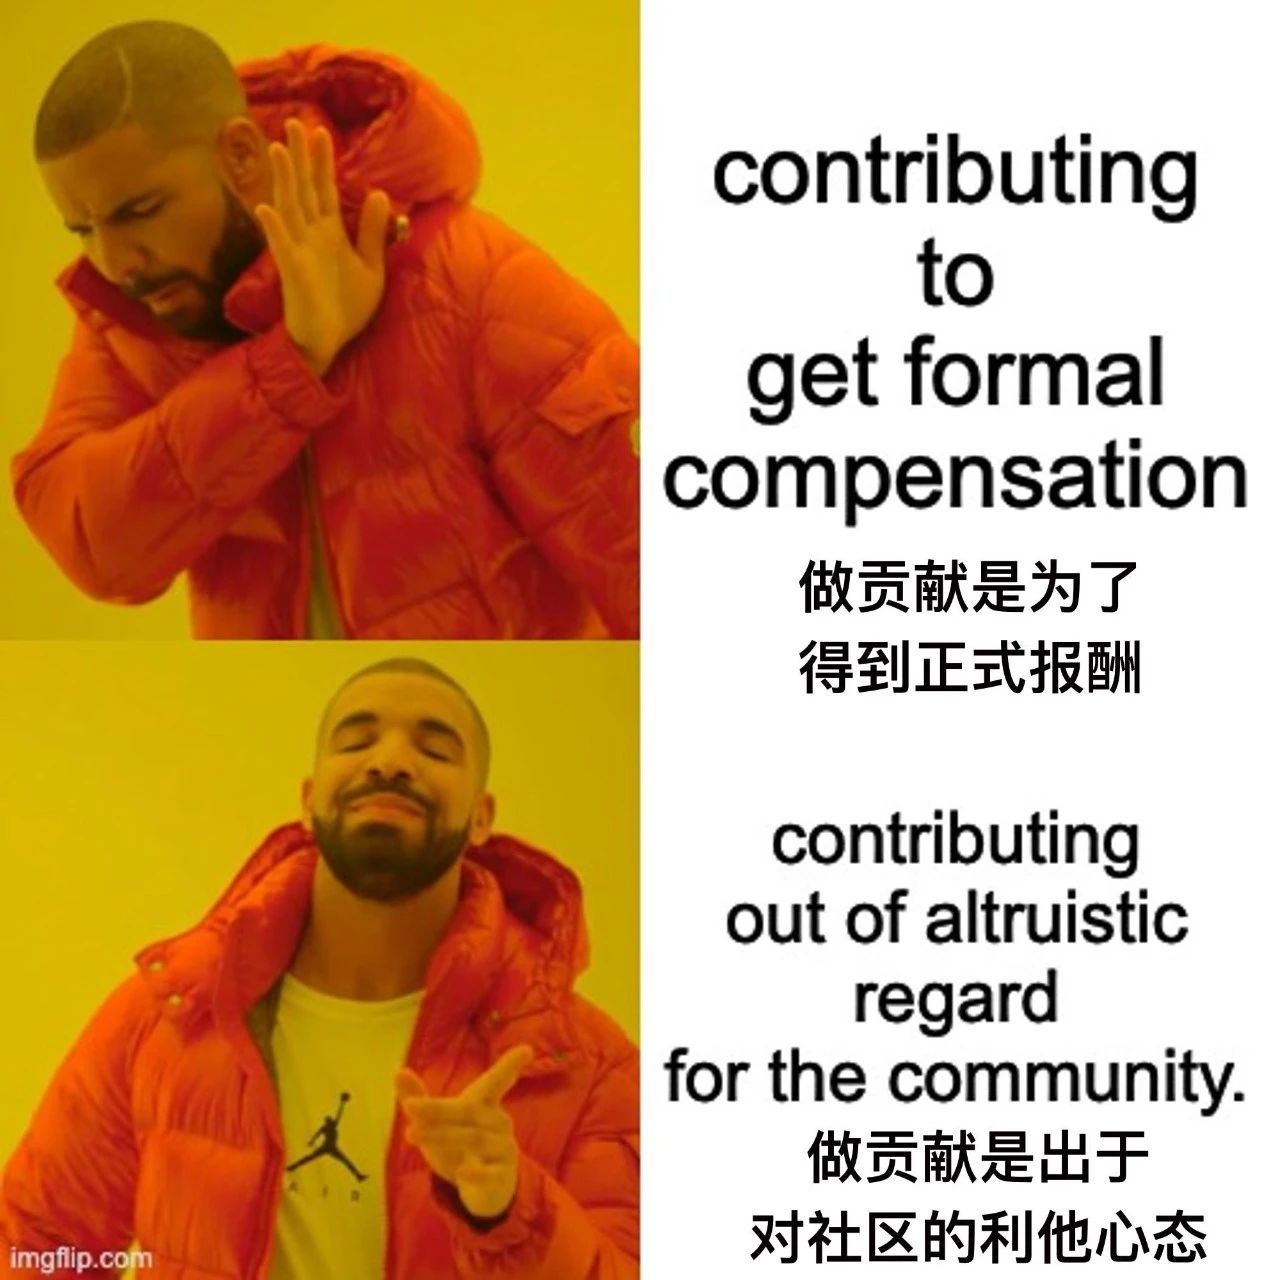 contributing
to
get formal
compensation
做贡献是为了
得到正式报酬
contributing
out of altruistic
regard
for the community.
做贡献是出于
对社区的利他心态
AIR
imgflip.com